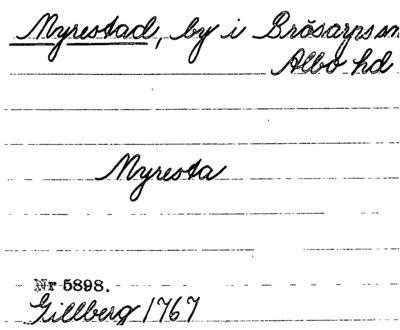 Myrestad, by i Brösarps sn
Albo hd
Myresta
Nr 5898.
Gillberg 1767